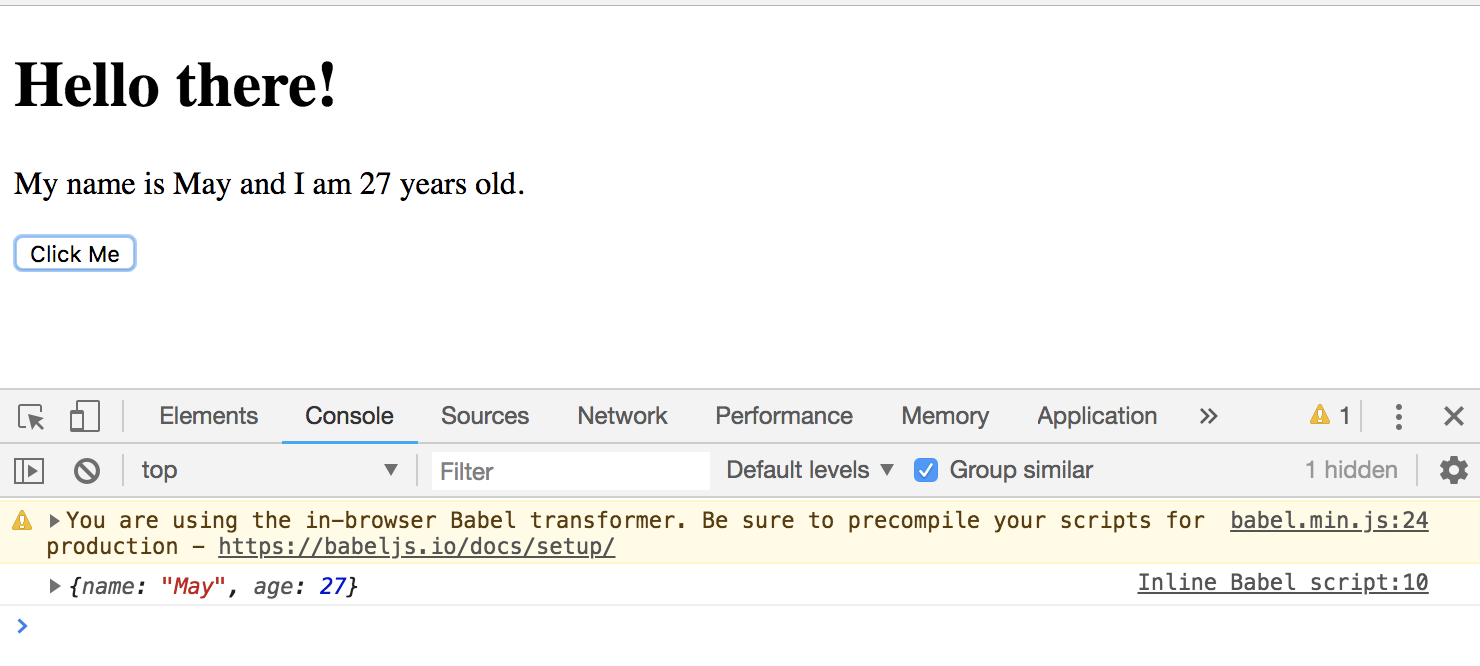 Hello there!
My name is May and I am 27 years old.
Click Me
Elements Console Sources Network Performance Memory Application » 1
top Filter Default levels Group similar 1 hidden
You are using the in-browser Babel transformer. Be sure to precompile your scripts for babel.min.js:24
production – https://babeljs.io/docs/setup/
{name: "May", age: 27} Inline Babel script:10